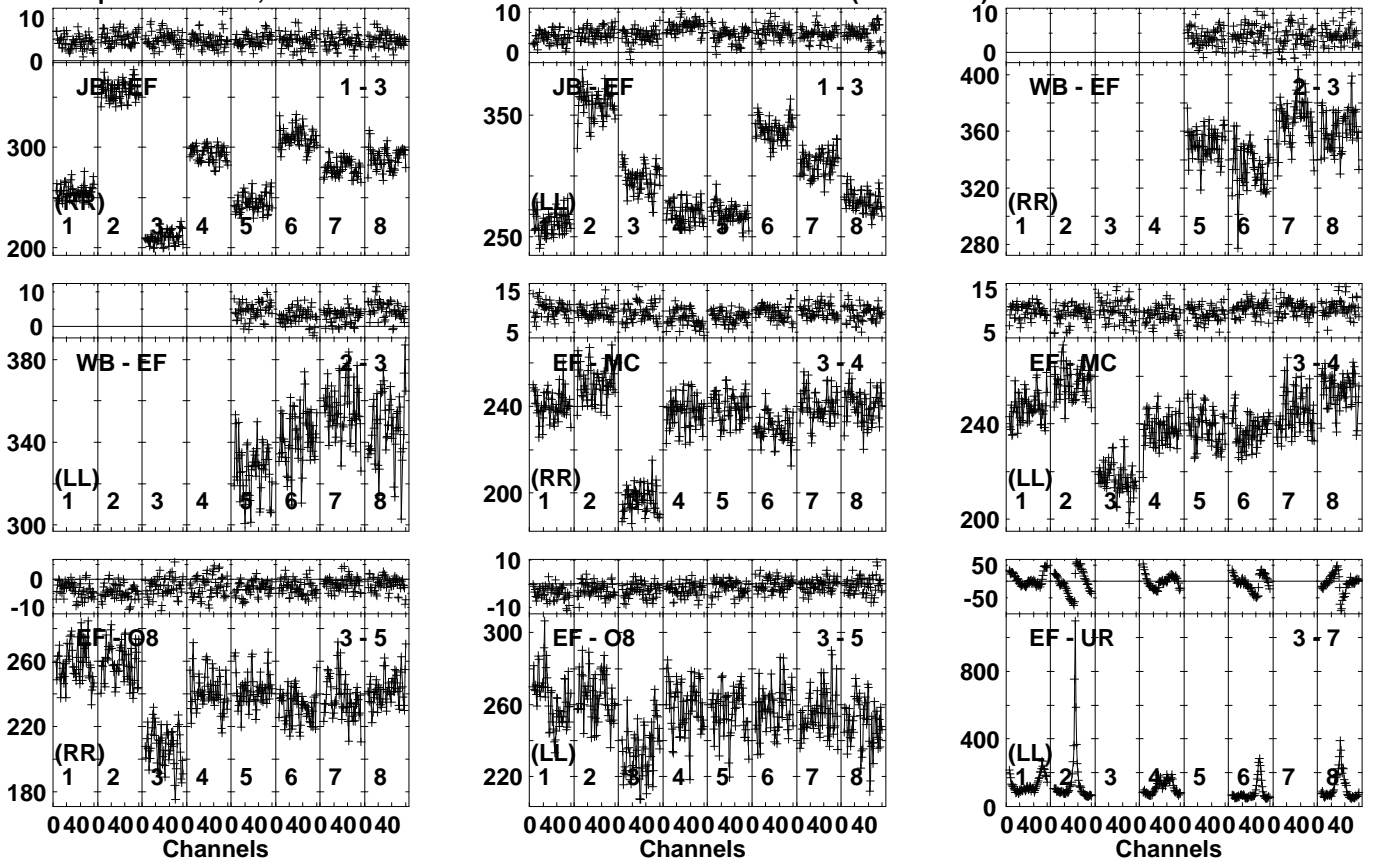 10
0
JB - EF 1 - 3
300
(RR)
1 2 3 4 5 6 7 8
200
10
0
JB - EF 1 - 3
350
(LL)
1 2 3 4 5 6 7 8
250
10
0
400
WB - EF 2 - 3
360
320
(RR)
1 2 3 4 5 6 7 8
280
10
0
380
WB - EF 2 - 3
340
(LL)
1 2 3 4 5 6 7 8
300
15
5
EF - MC 3 - 4
240
(RR)
200
1 2 3 4 5 6 7 8
15
5
EF - MC 3 - 4
240
(LL)
1 2 3 4 5 6 7 8
200
0
-10
EF - O8 3 - 5
260
220
(RR)
1 2 3 4 5 6 7 8
180
0 40 0 40 0 40 0 40 0 40 0 40 0 40 0 40
Channels
10
-10
300
EF - O8 3 - 5
260
(LL)
220
1 2 3 4 5 6 7 8
0 40 0 40 0 40 0 40 0 40 0 40 0 40 0 40
Channels
50
-50
EF - UR 3 - 7
800
400
(LL)
1 2 3 4 5 6 7 8
0
0 40 0 40 0 40 0 40 0 40 0 40 0 40 0 40
Channels